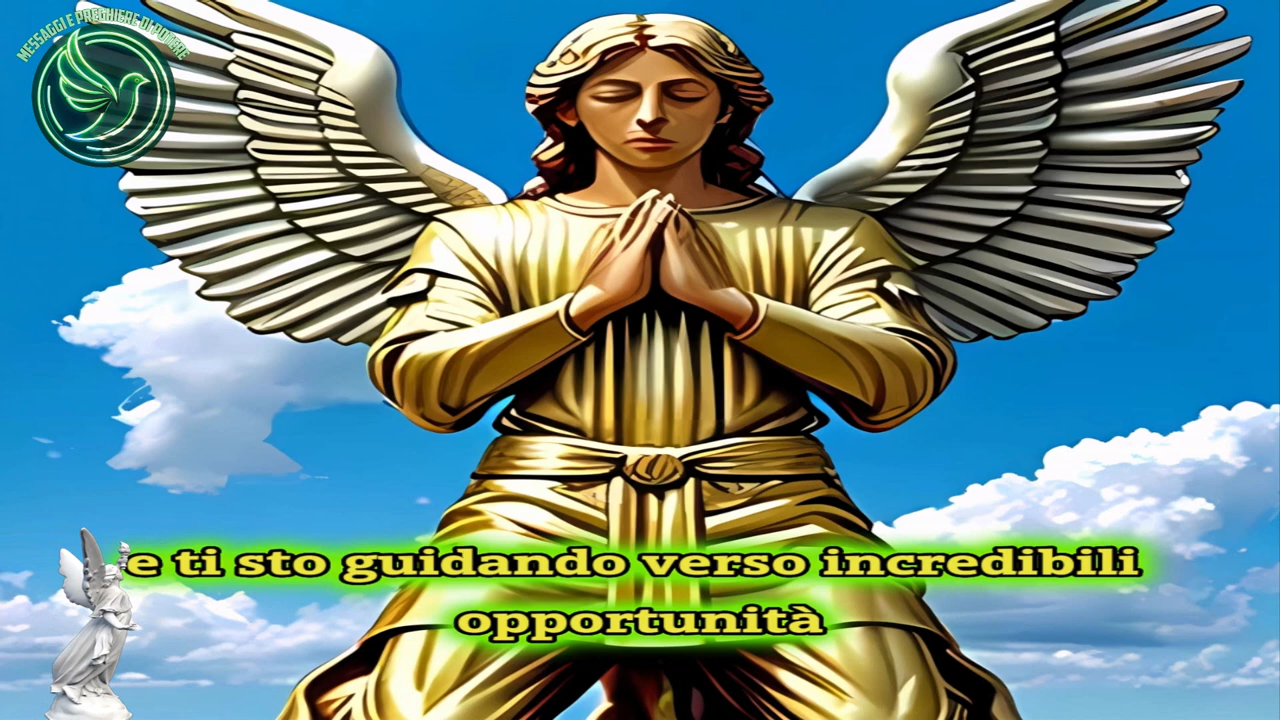 MESSAGGI E PREGHIERE DI POTERE
e ti sto guidando verso incredibili
opportunità